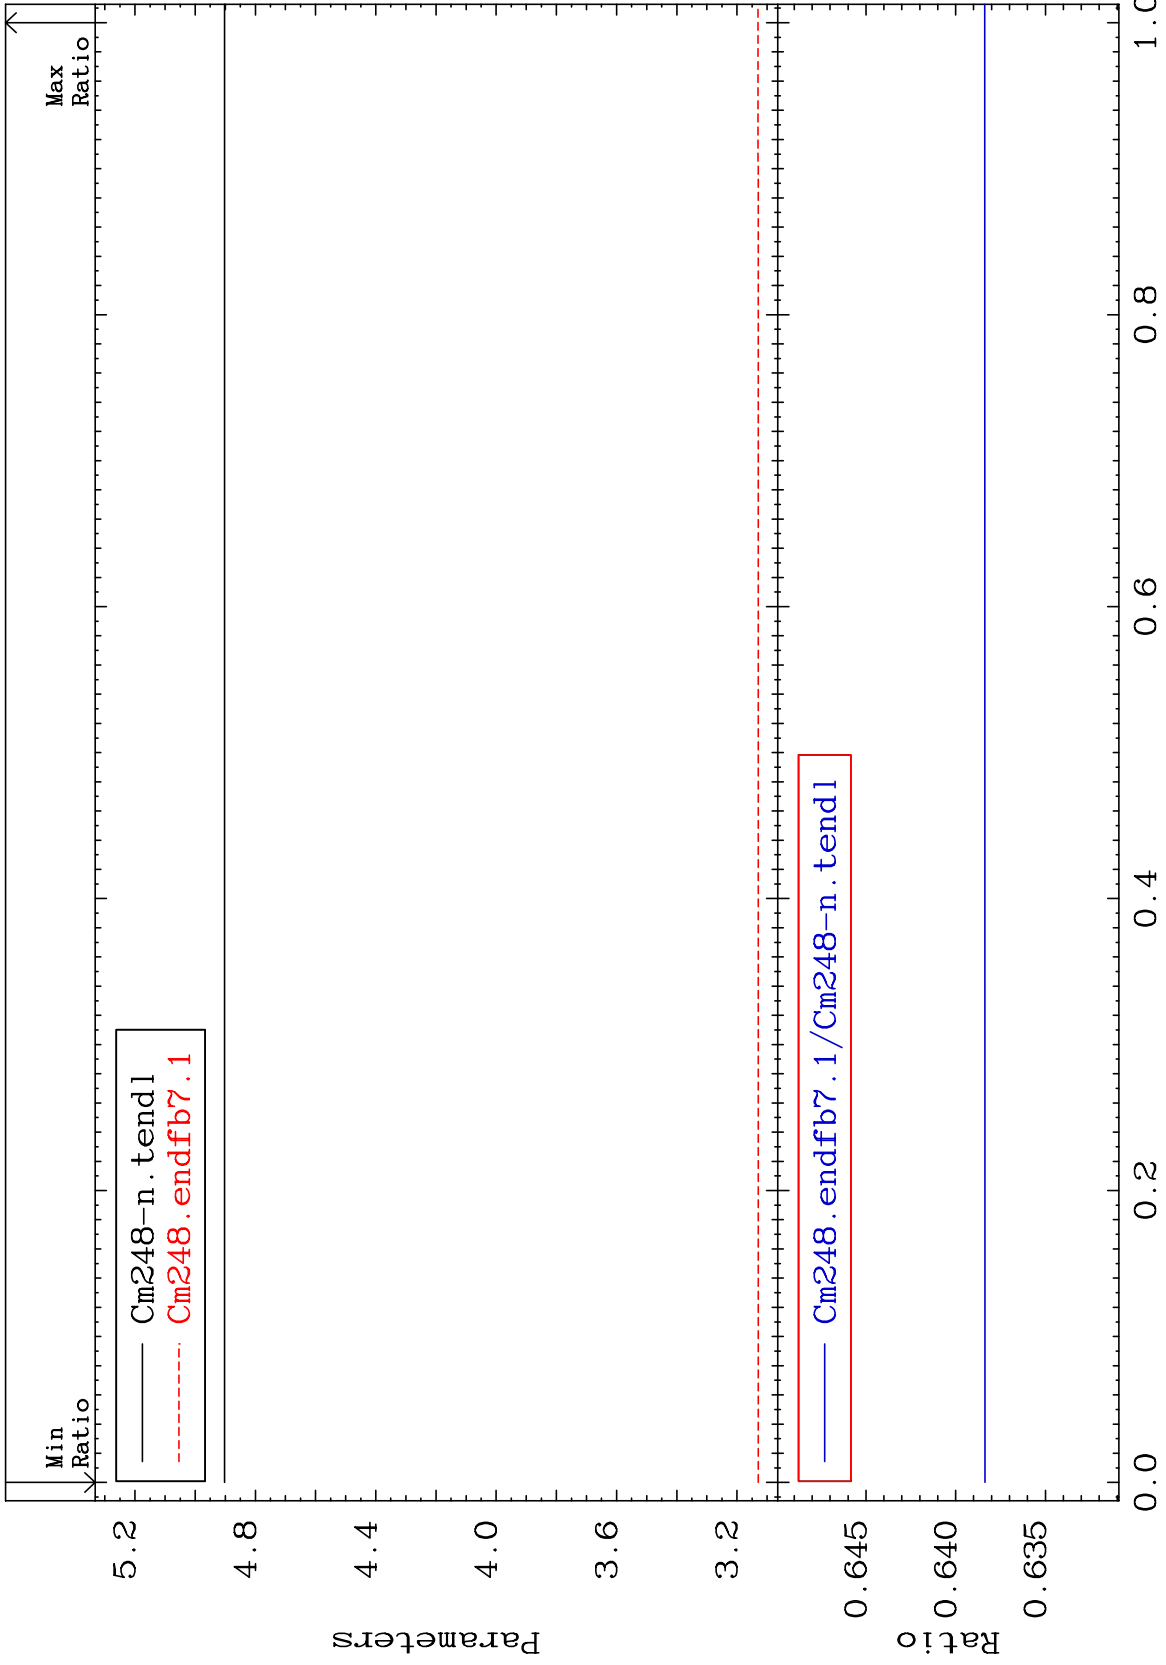 Min
Ratio
Max
Ratio
Cm248-n.tendl
Cm248.endfb7.1
5.2
4.8
4.4
4.0
3.6
3.2
Parameters
Cm248.endfb7.1/Cm248-n.tendl
0.645
0.640
0.635
Ratio
0.0
0.2
0.4
0.6
0.8
1.0